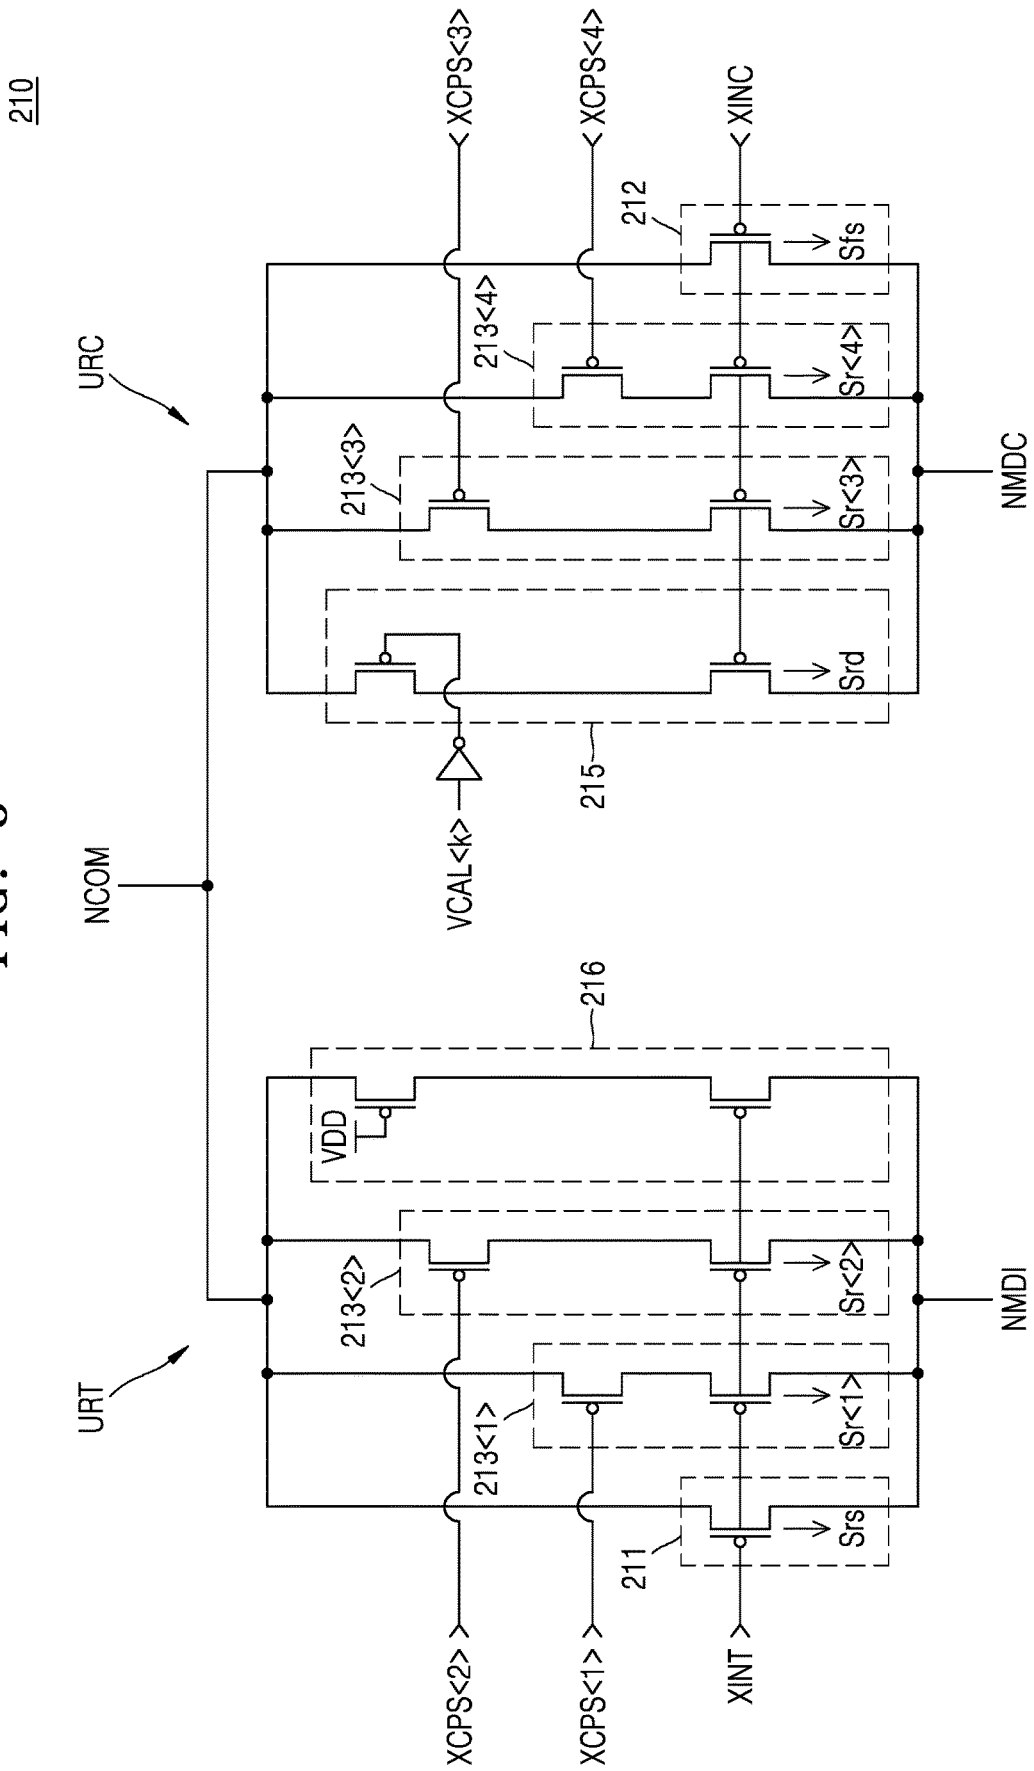 FIG.
210
NCOM
URT
URC
VDD
213<2>
213<3>
XCPS<2>
VCAL<k>
XCPS<3>
213<1>
213<4>
XCPS<1>
216
215
XCPS<4>
211
212
XINT
XINC
Srs
Sr<1>
Sr<2>
Srd
Sr<3>
Sr<4>
Sfs
NMDI
NMDC